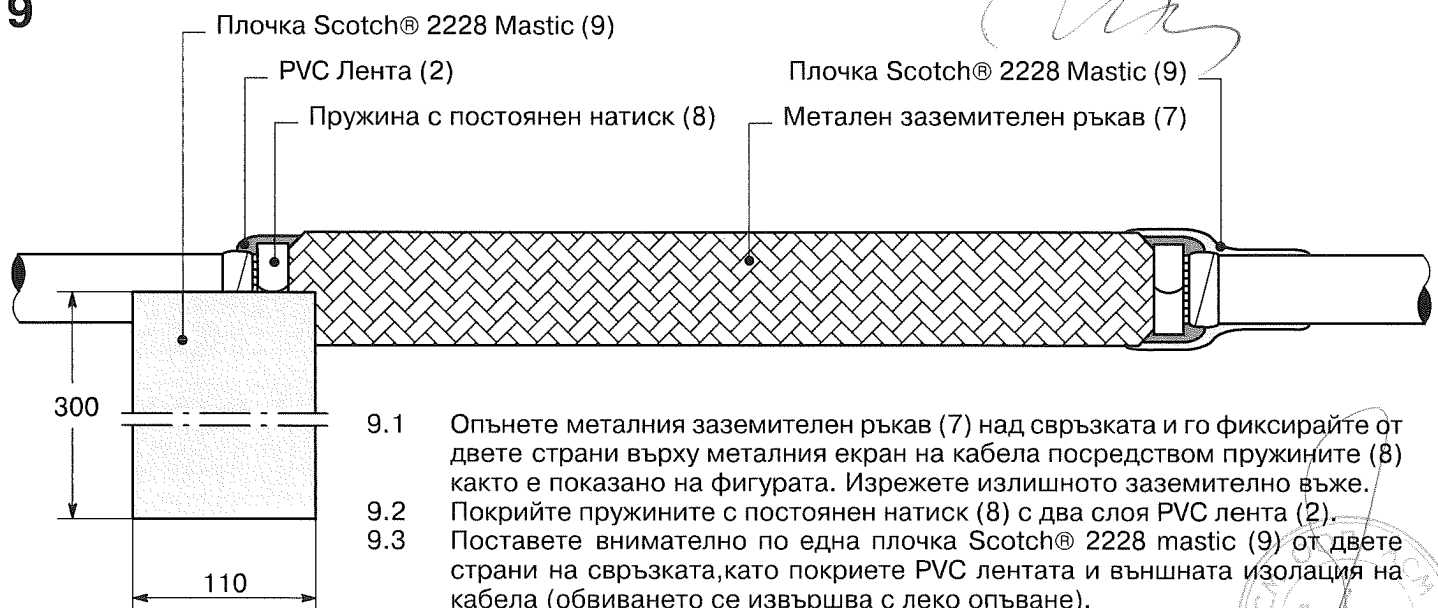 9
Плочка Scotch® 2228 Mastic (9)
PVC Лента (2)
Плочка Scotch® 2228 Mastic (9)
Пружина с постоянен натиск (8)
Метален заземителен ръкав (7)
300
110
9.1 Опънете металния заземителен ръкав (7) над свръзката и го фиксирайте от
двете страни върху металния екран на кабела посредством пружините (8)
както е показано на фигурата. Изрежете излишното заземително въже.
9.2 Покрийте пружините с постоянен натиск (8) с два слоя PVC лента (2).
9.3 Поставете внимателно по една плочка Scotch® 2228 mastic (9) от двете
страни на свръзката,като покриете PVC лентата и външната изолация на
кабела (обвиването се извършва с леко опъване).